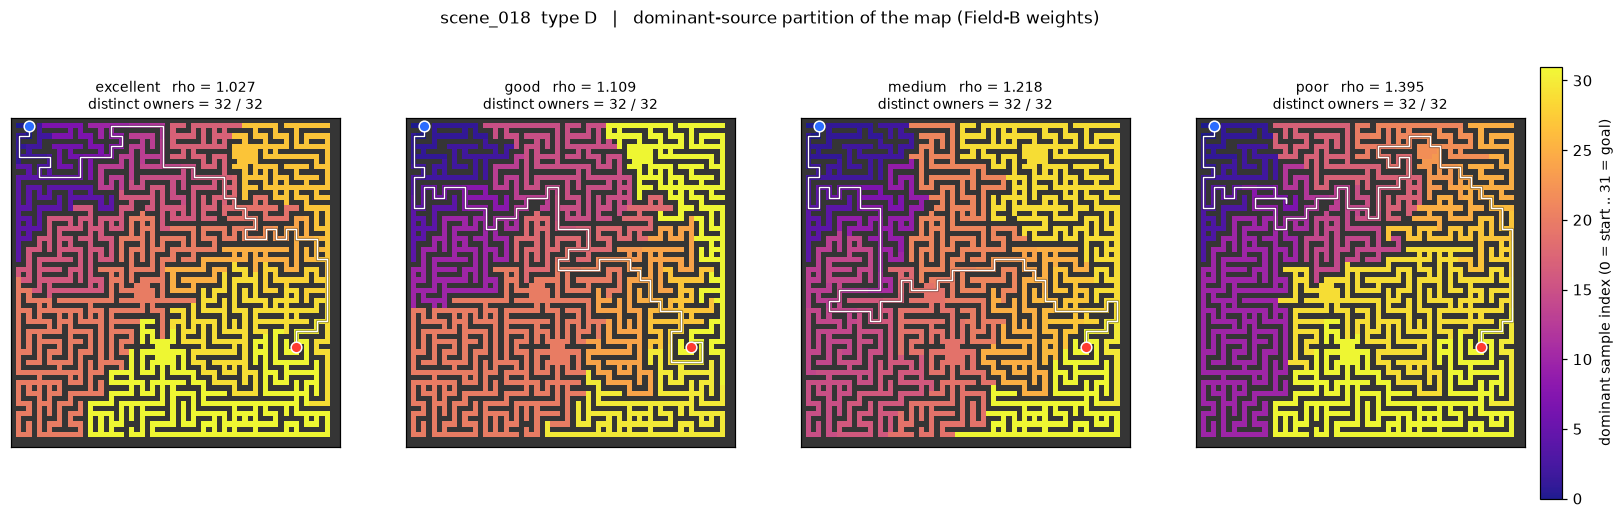 scene_018  type D   |   dominant-source partition of the map (Field-B weights)
excellent   rho = 1.027
distinct owners = 32 / 32
good   rho = 1.109
distinct owners = 32 / 32
medium   rho = 1.218
distinct owners = 32 / 32
poor   rho = 1.395
distinct owners = 32 / 32
30
25
20
15
10
5
0
dominant sample index (0 = start .. 31 = goal)